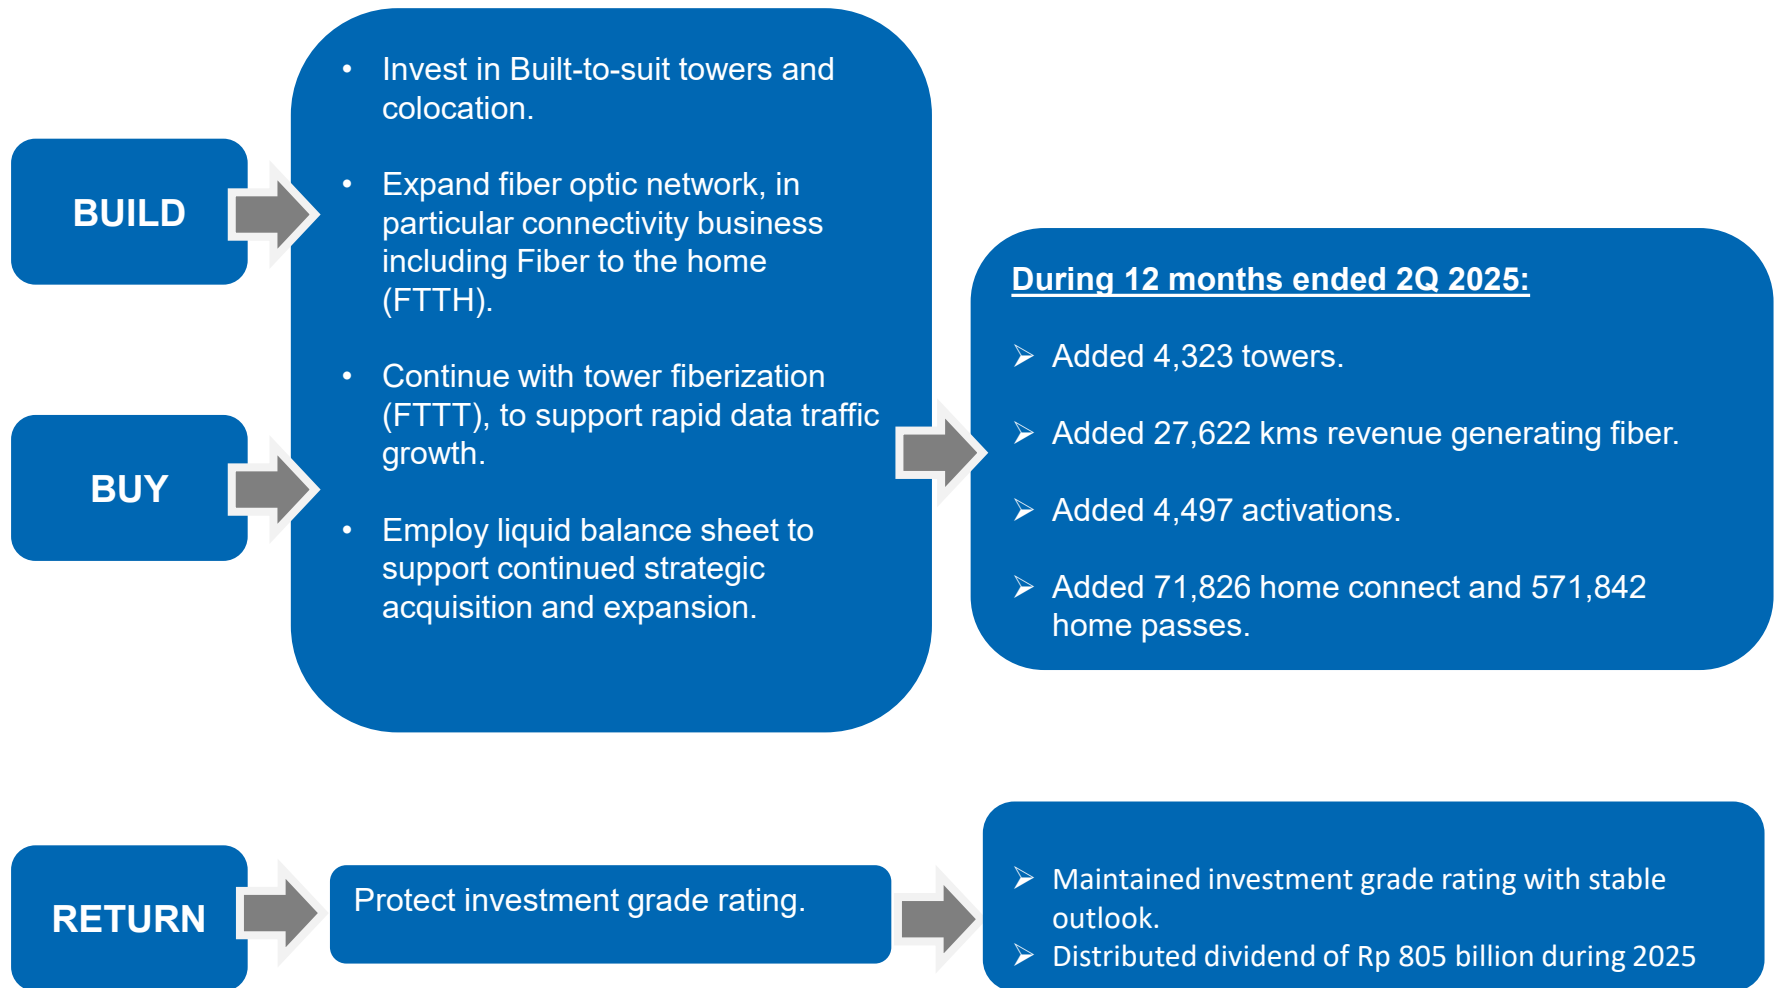 BUILD
BUY
• Invest in Built-to-suit towers and
colocation.
• Expand fiber optic network, in
particular connectivity business
including Fiber to the home
(FTTH).
• Continue with tower fiberization
(FTTT), to support rapid data traffic
growth.
• Employ liquid balance sheet to
support continued strategic
acquisition and expansion.
During 12 months ended 2Q 2025:
➢ Added 4,323 towers.
➢ Added 27,622 kms revenue generating fiber.
➢ Added 4,497 activations.
➢ Added 71,826 home connect and 571,842
home passes.
RETURN
Protect investment grade rating.
➢ Maintained investment grade rating with stable
outlook.
➢ Distributed dividend of Rp 805 billion during 2025